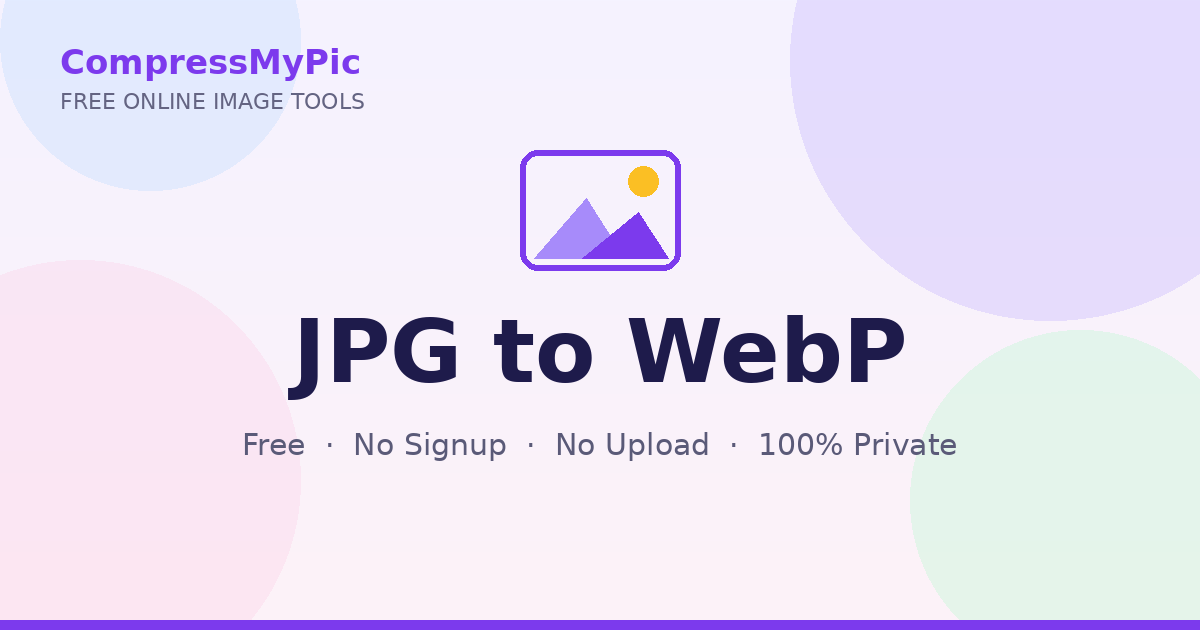 CompressMyPic
FREE ONLINE IMAGE TOOLS
JPG to WebP
Free · No Signup · No Upload · 100% Private